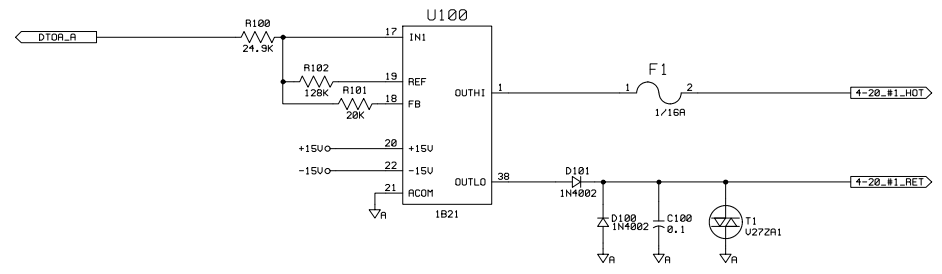 U100
R100
DTOA_A
24.9K
17 IN1
R102
19 REF
128K
R101
18 FB
20K
OUTHI 1
F1
1 2
1/16A
4-20_#1_HOT
+15V 20 +15V
-15V 22 -15V
21 ACOM
A
1B21
OUTLO 38
D101
1N4002
4-20_#1_RET
D100
1N4002
C100
0.1
T1
V27ZA1
A A A